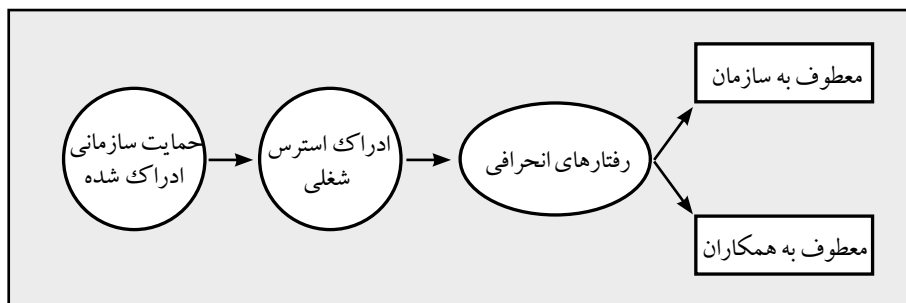 حمایت سازمانی
ادراک شده
ادراک استرس
شغلی
رفتارهای انحرافی
معطوف به سازمان
معطوف به همکاران